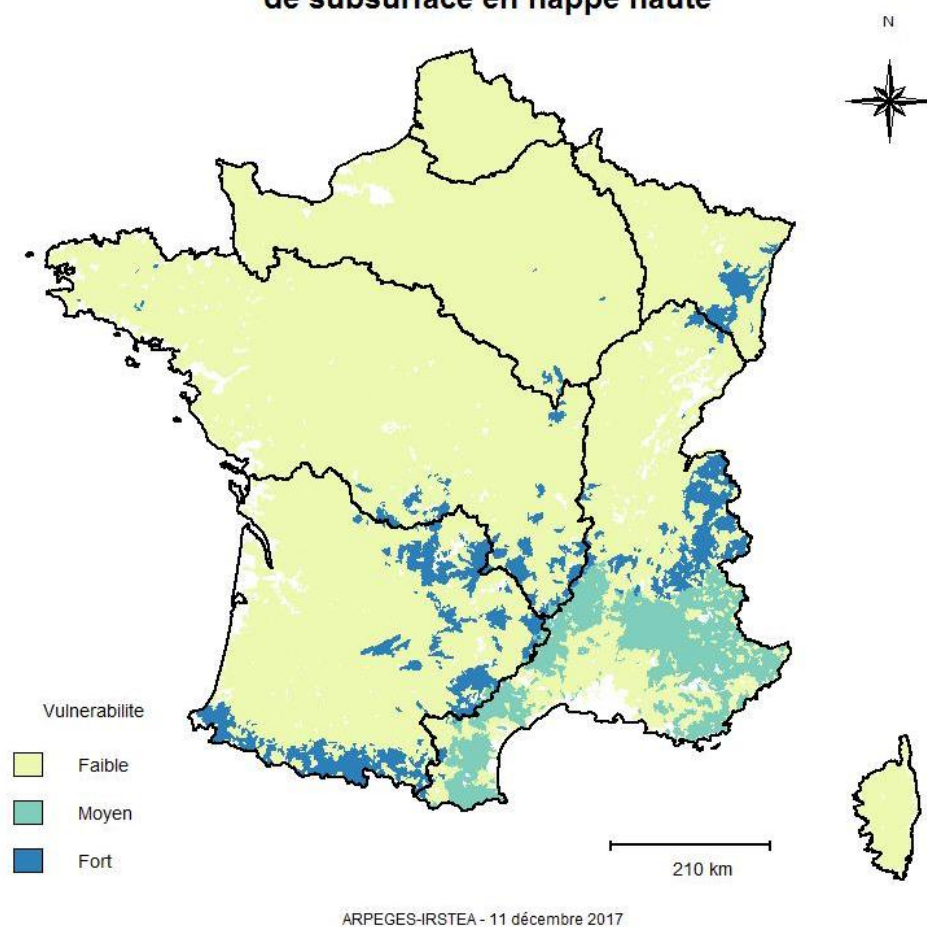 de subsurface en nappe haute
N
Vulnerabilite
Faible
Moyen
Fort
210 km
ARPEGES-IRSTEA - 11 décembre 2017